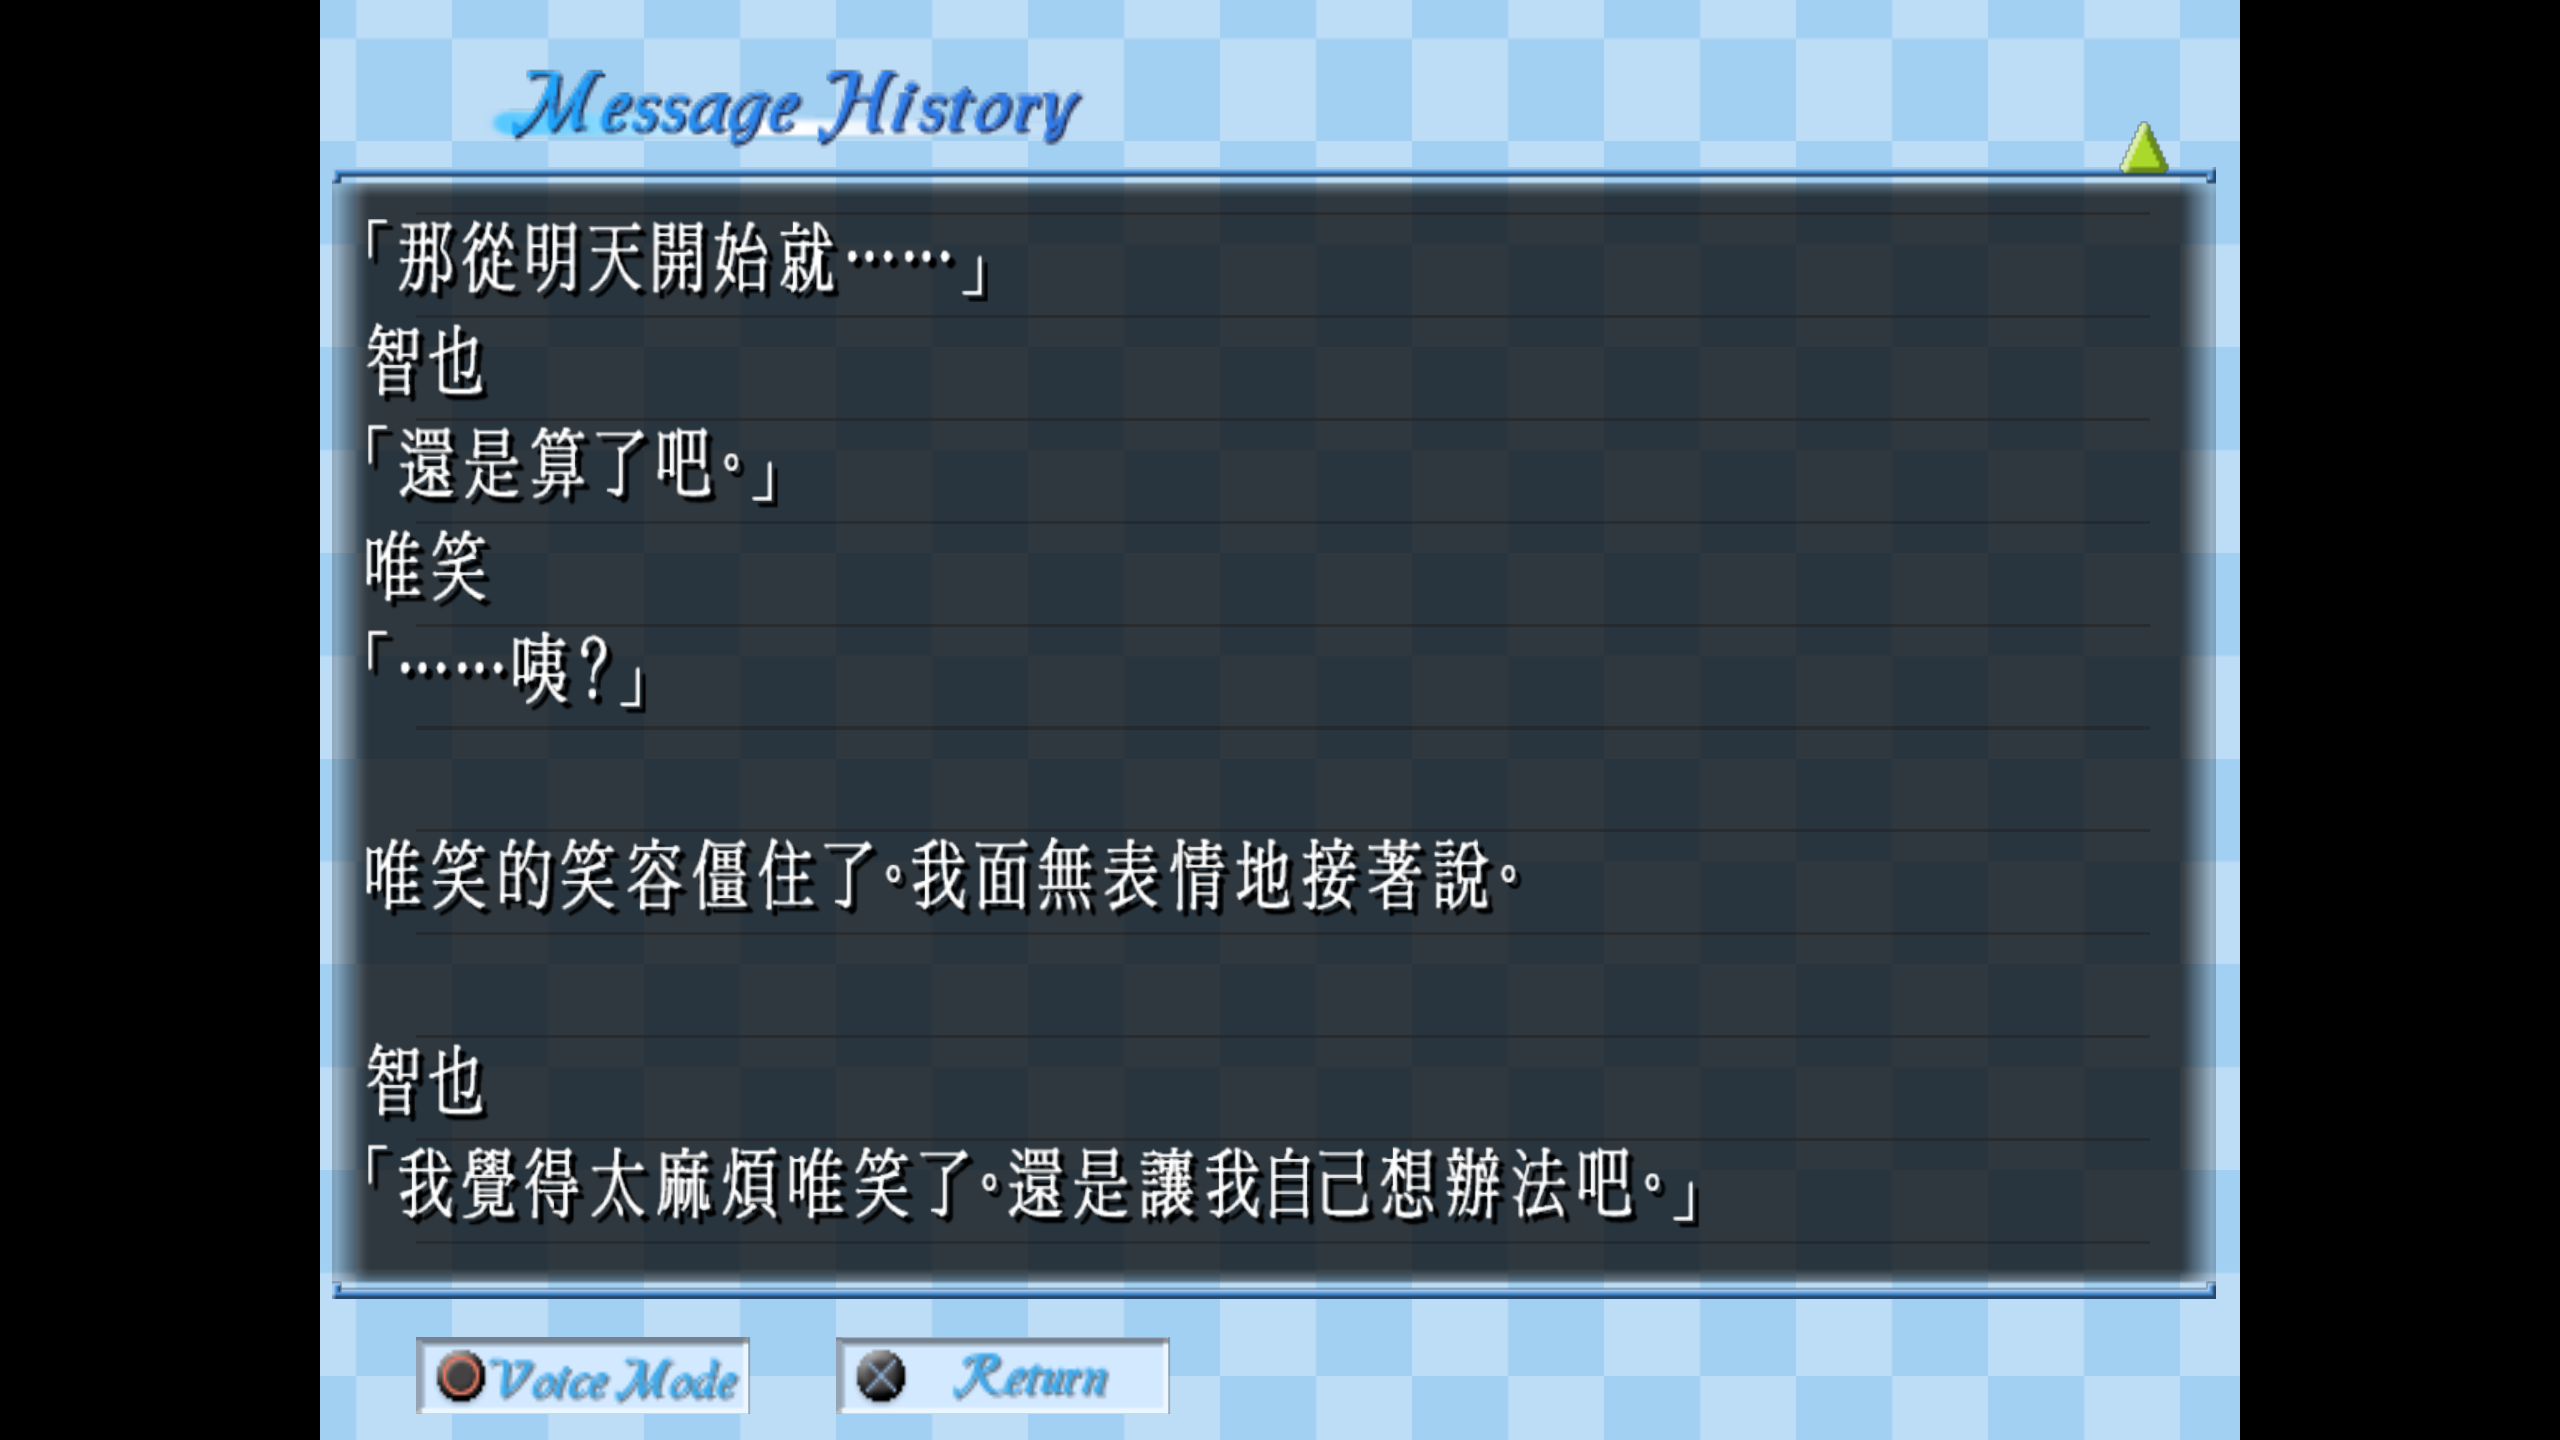 Message History
「那從明天開始就……」
智也
「還是算了吧。」
唯笑
「……咦？」
唯笑的笑容僵住了。我面無表情地接著說。
智也
「我覺得太麻煩唯笑了。還是讓我自己想辦法吧。」
Voice Mode
Return